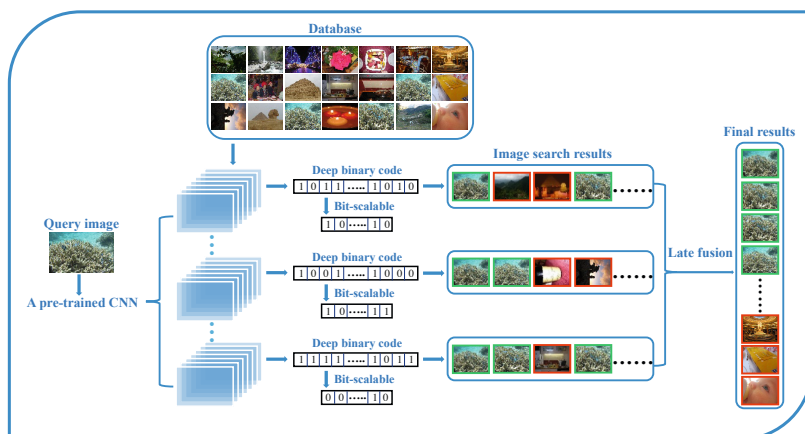 Database
Final results
Deep binary code
Image search results
1 0 1 1 ..... 1 0 1 0
......
Bit-scalable
1 0 ..... 1 0
Query image
Deep binary code
Late fusion
1 0 0 1 ..... 1 0 0 0
......
Bit-scalable
A pre-trained CNN
1 0 ..... 1 1
Deep binary code
1 1 1 1 ..... 1 0 1 1
......
Bit-scalable
0 0 ..... 1 0